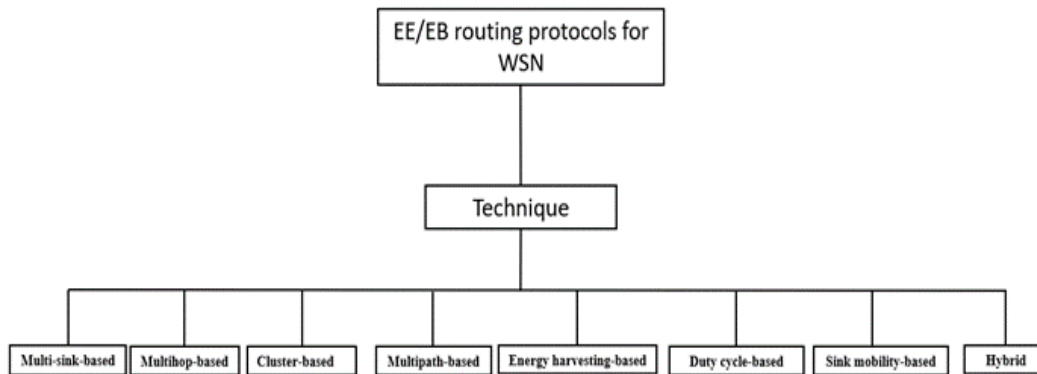 EE/EB routing protocols for
WSN
Technique
Multi-sink-based
Multihop-based
Cluster-based
Multipath-based
Energy harvesting-based
Duty cycle-based
Sink mobility-based
Hybrid